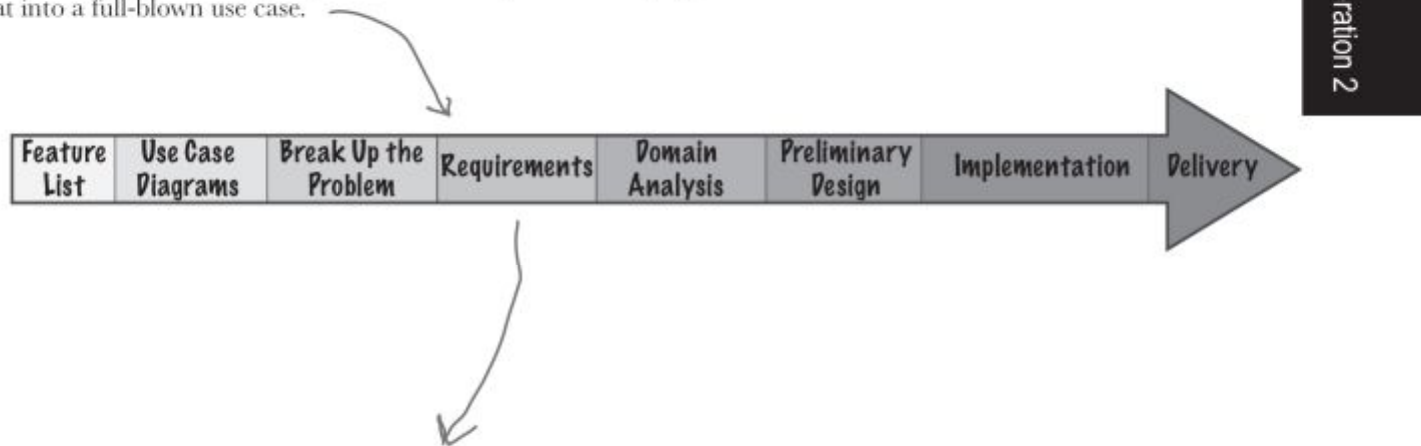 at into a full-blown use case.
ration 2
Feature
List
Use Case
Diagrams
Break Up the
Problem
Requirements
Domain
Analysis
Preliminary
Design
Implementation
Delivery